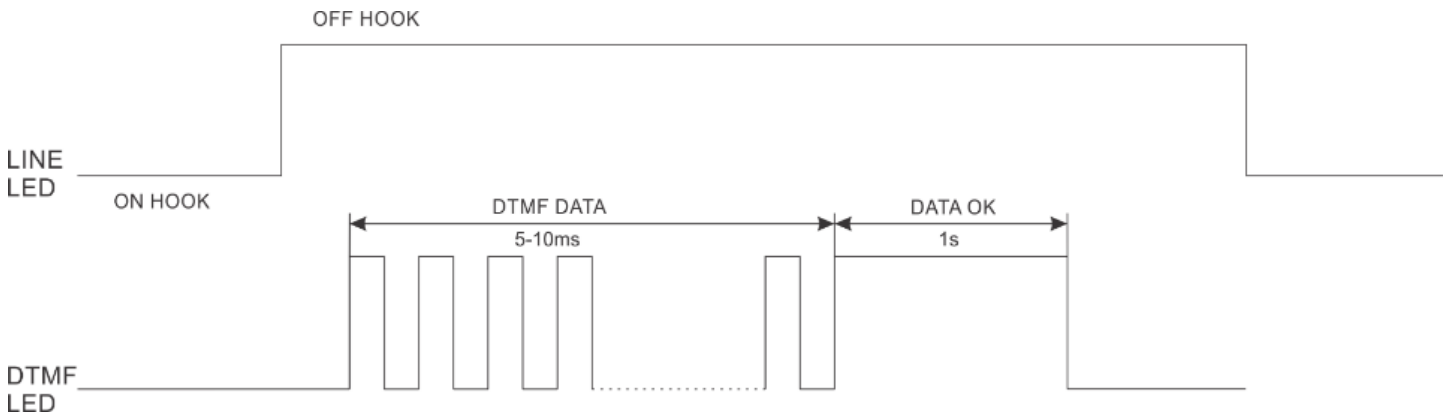 OFF HOOK
LINE
LED
ON HOOK
DTMF DATA
DATA OK
5-10ms
1s
DTMF
LED